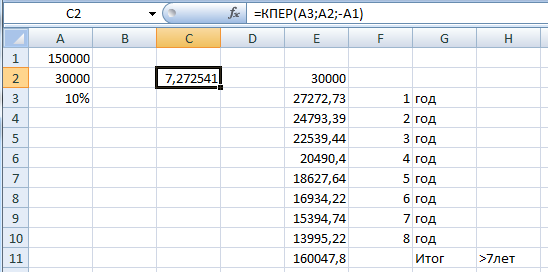 C2 fx =КПЕР(A3;A2;-A1)
A B C D E F G H
1 150000
2 30000 7,272541 30000
3 10% 27272,73 1 год
4 24793,39 2 год
5 22539,44 3 год
6 20490,4 4 год
7 18627,64 5 год
8 16934,22 6 год
9 15394,74 7 год
10 13995,22 8 год
11 160047,8 Итог >7лет